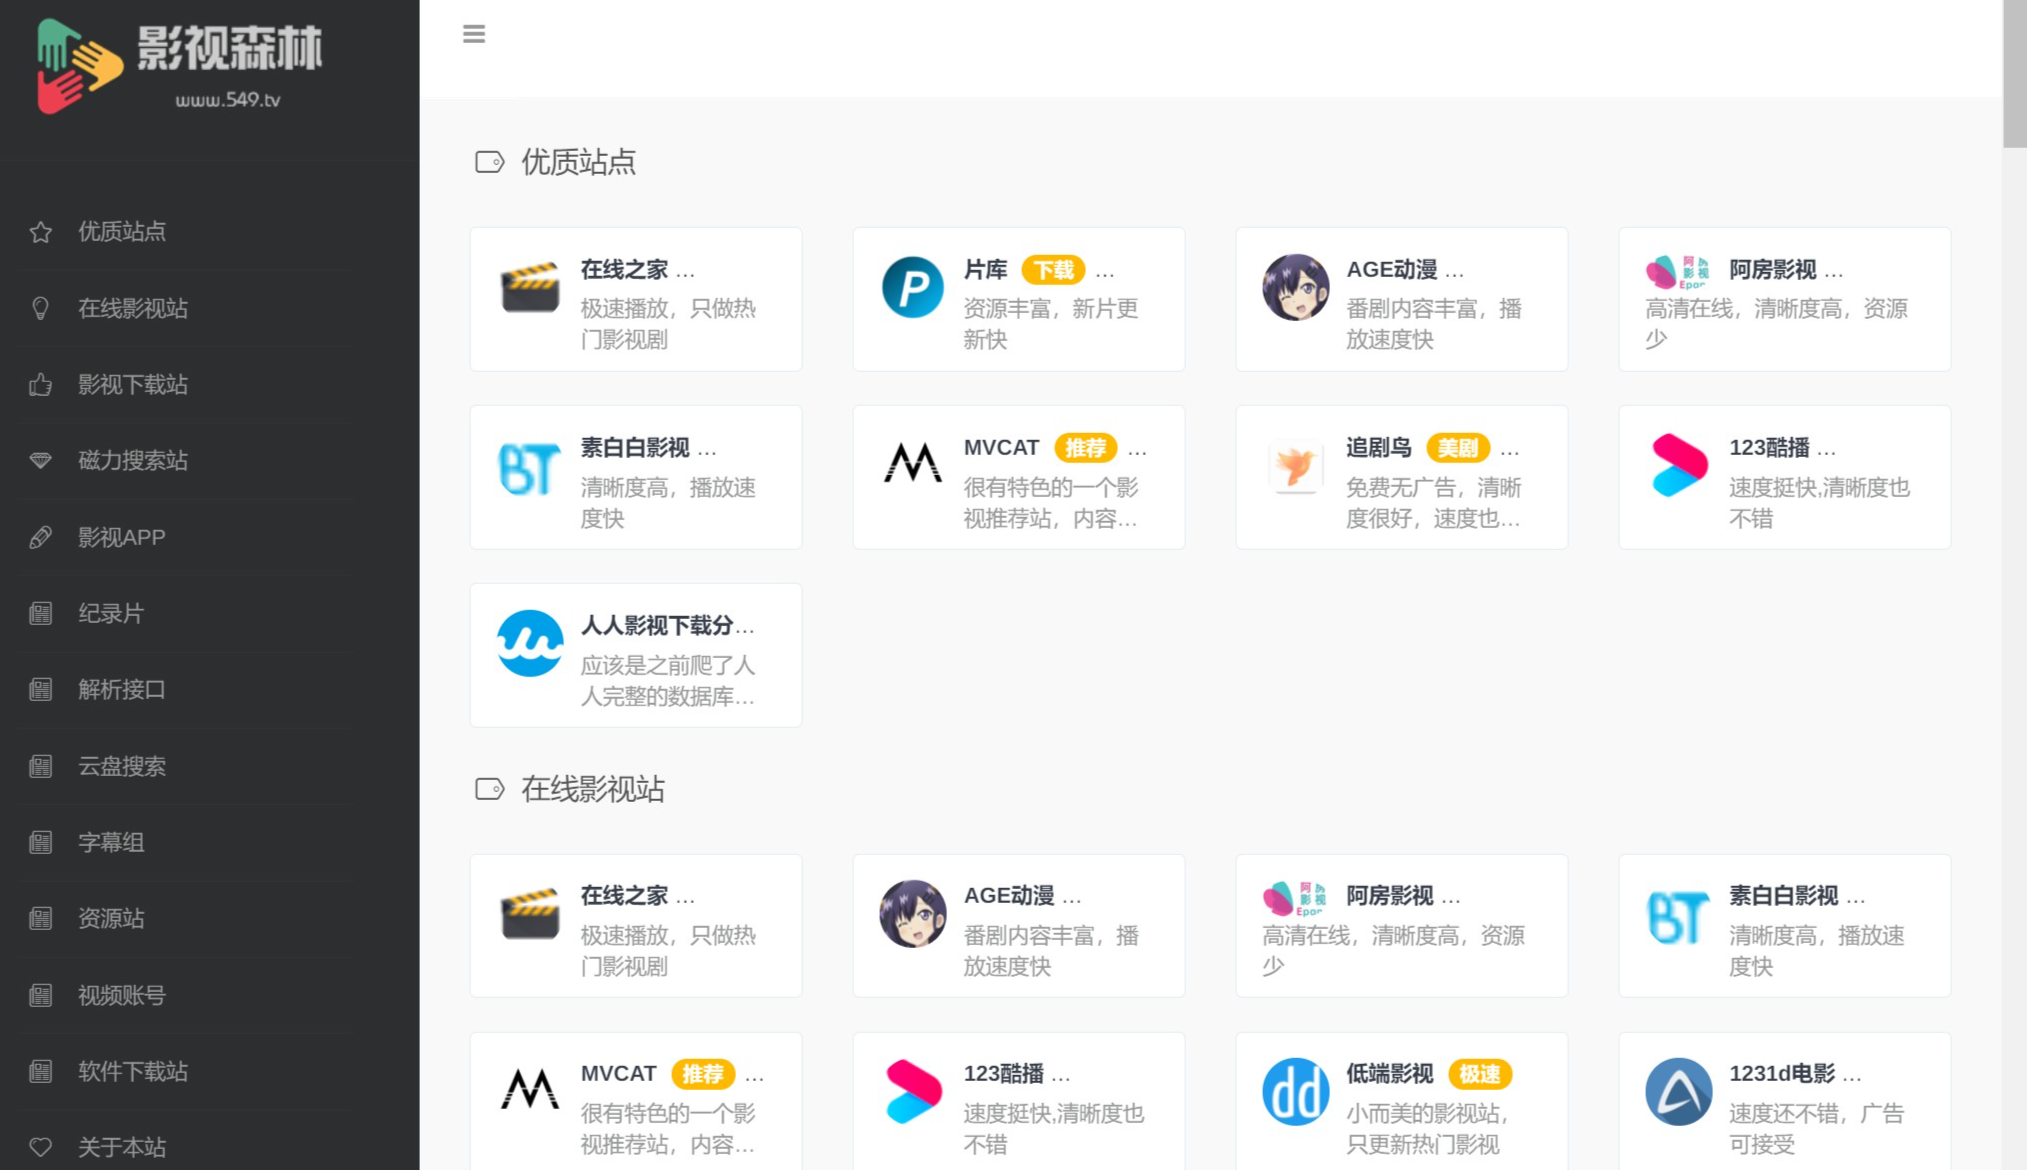 影视森林
www.549.tv
优质站点
在线影视站
影视下载站
磁力搜索站
影视APP
纪录片
解析接口
云盘搜索
字幕组
资源站
视频账号
软件下载站
关于本站
优质站点
在线之家 ...
极速播放，只做热
门影视剧
片库 下载 ...
资源丰富，新片更
新快
AGE动漫 ...
番剧内容丰富，播
放速度快
阿房影视
Epor
阿房影视 ...
高清在线，清晰度高，资源
少
BT
素白白影视 ...
清晰度高，播放速
度快
MVCAT 推荐 ...
很有特色的一个影
视推荐站，内容...
追剧鸟 美剧 ...
免费无广告，清晰
度很好，速度也...
123酷播 ...
速度挺快,清晰度也
不错
人人影视下载分...
应该是之前爬了人
人完整的数据库...
在线影视站
在线之家 ...
极速播放，只做热
门影视剧
AGE动漫 ...
番剧内容丰富，播
放速度快
阿房影视
Epor
阿房影视 ...
高清在线，清晰度高，资源
少
BT
素白白影视 ...
清晰度高，播放速
度快
MVCAT 推荐 ...
很有特色的一个影
视推荐站，内容...
123酷播 ...
速度挺快,清晰度也
不错
dd
低端影视 极速
小而美的影视站，
只更新热门影视
1231d电影 ...
速度还不错，广告
可接受